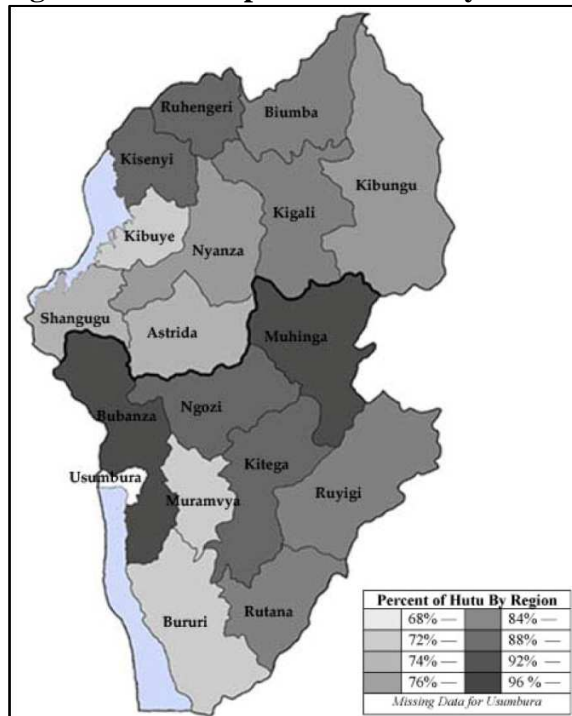 Ruhengeri
Biumba
Kisenyi
Kibungu
Kigali
Kibuye
Nyanza
Shangugu
Astrida
Muhinga
Ngozi
Bubanza
Kitega
Usumbura
Muramvya
Ruyigi
Rutana
Bururi
Percent of Hutu By Region
68% — 84% —
72% — 88% —
74% — 92% —
76% — 96 % —
Missing Data for Usumbura